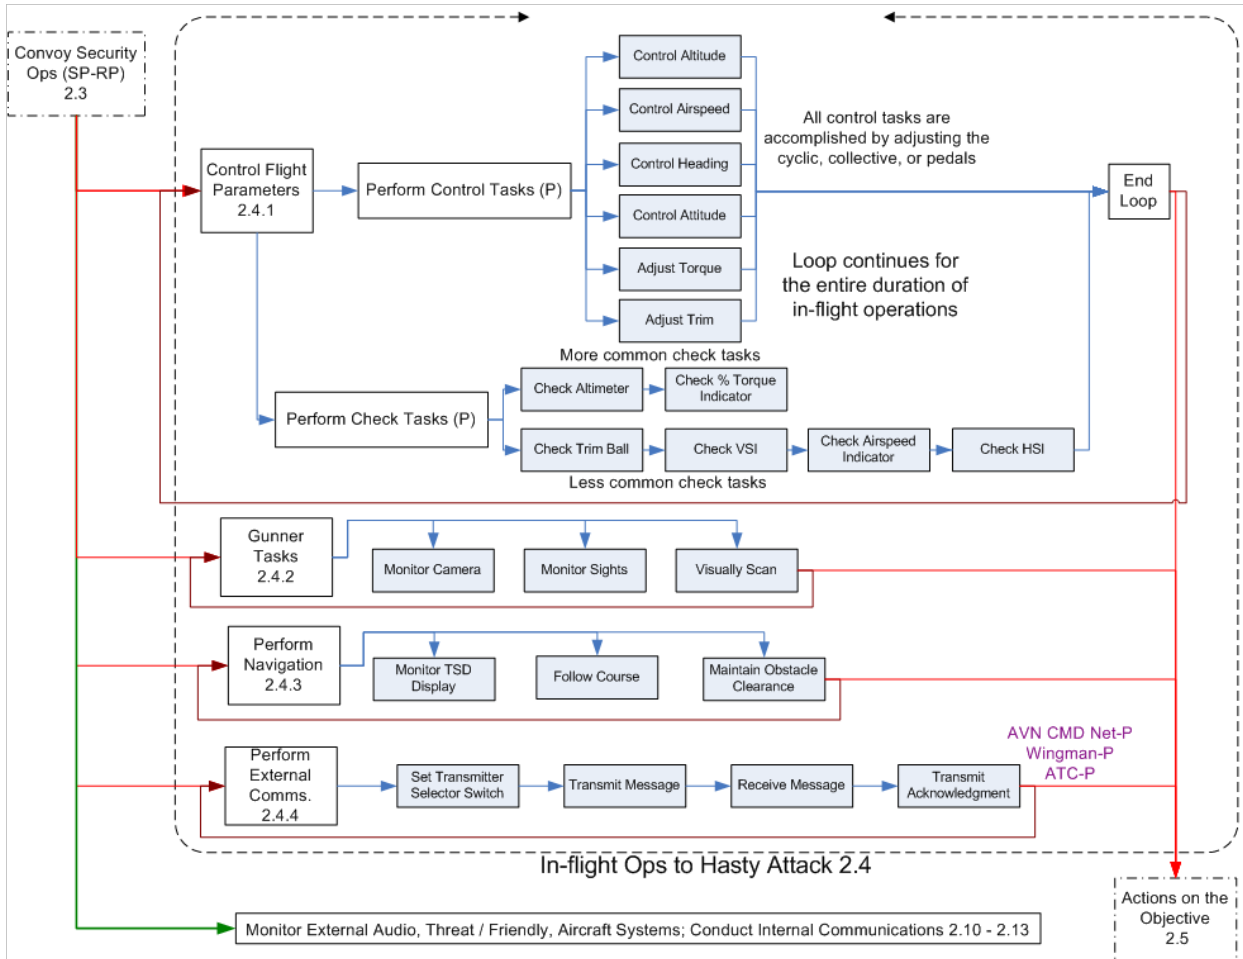 Convoy Security
Ops (SP-RP)
2.3
Control Flight
Parameters
2.4.1
Perform Control Tasks (P)
Control Altitude
Control Airspeed
Control Heading
Control Attitude
Adjust Torque
Adjust Trim
All control tasks are
accomplished by adjusting the
cyclic, collective, or pedals
End
Loop
Loop continues for
the entire duration of
in-flight operations
More common check tasks
Perform Check Tasks (P)
Check Altimeter
Check % Torque
Indicator
Check Trim Ball
Check VSI
Check Airspeed
Indicator
Check HSI
Less common check tasks
Gunner
Tasks
2.4.2
Monitor Camera
Monitor Sights
Visually Scan
Perform
Navigation
2.4.3
Monitor TSD
Display
Follow Course
Maintain Obstacle
Clearance
Perform
External
Comms.
2.4.4
Set Transmitter
Selector Switch
Transmit Message
Receive Message
Transmit
Acknowledgment
AVN CMD Net-P
Wingman-P
ATC-P
In-flight Ops to Hasty Attack 2.4
Actions on the
Objective
2.5
Monitor External Audio, Threat / Friendly, Aircraft Systems; Conduct Internal Communications 2.10 - 2.13